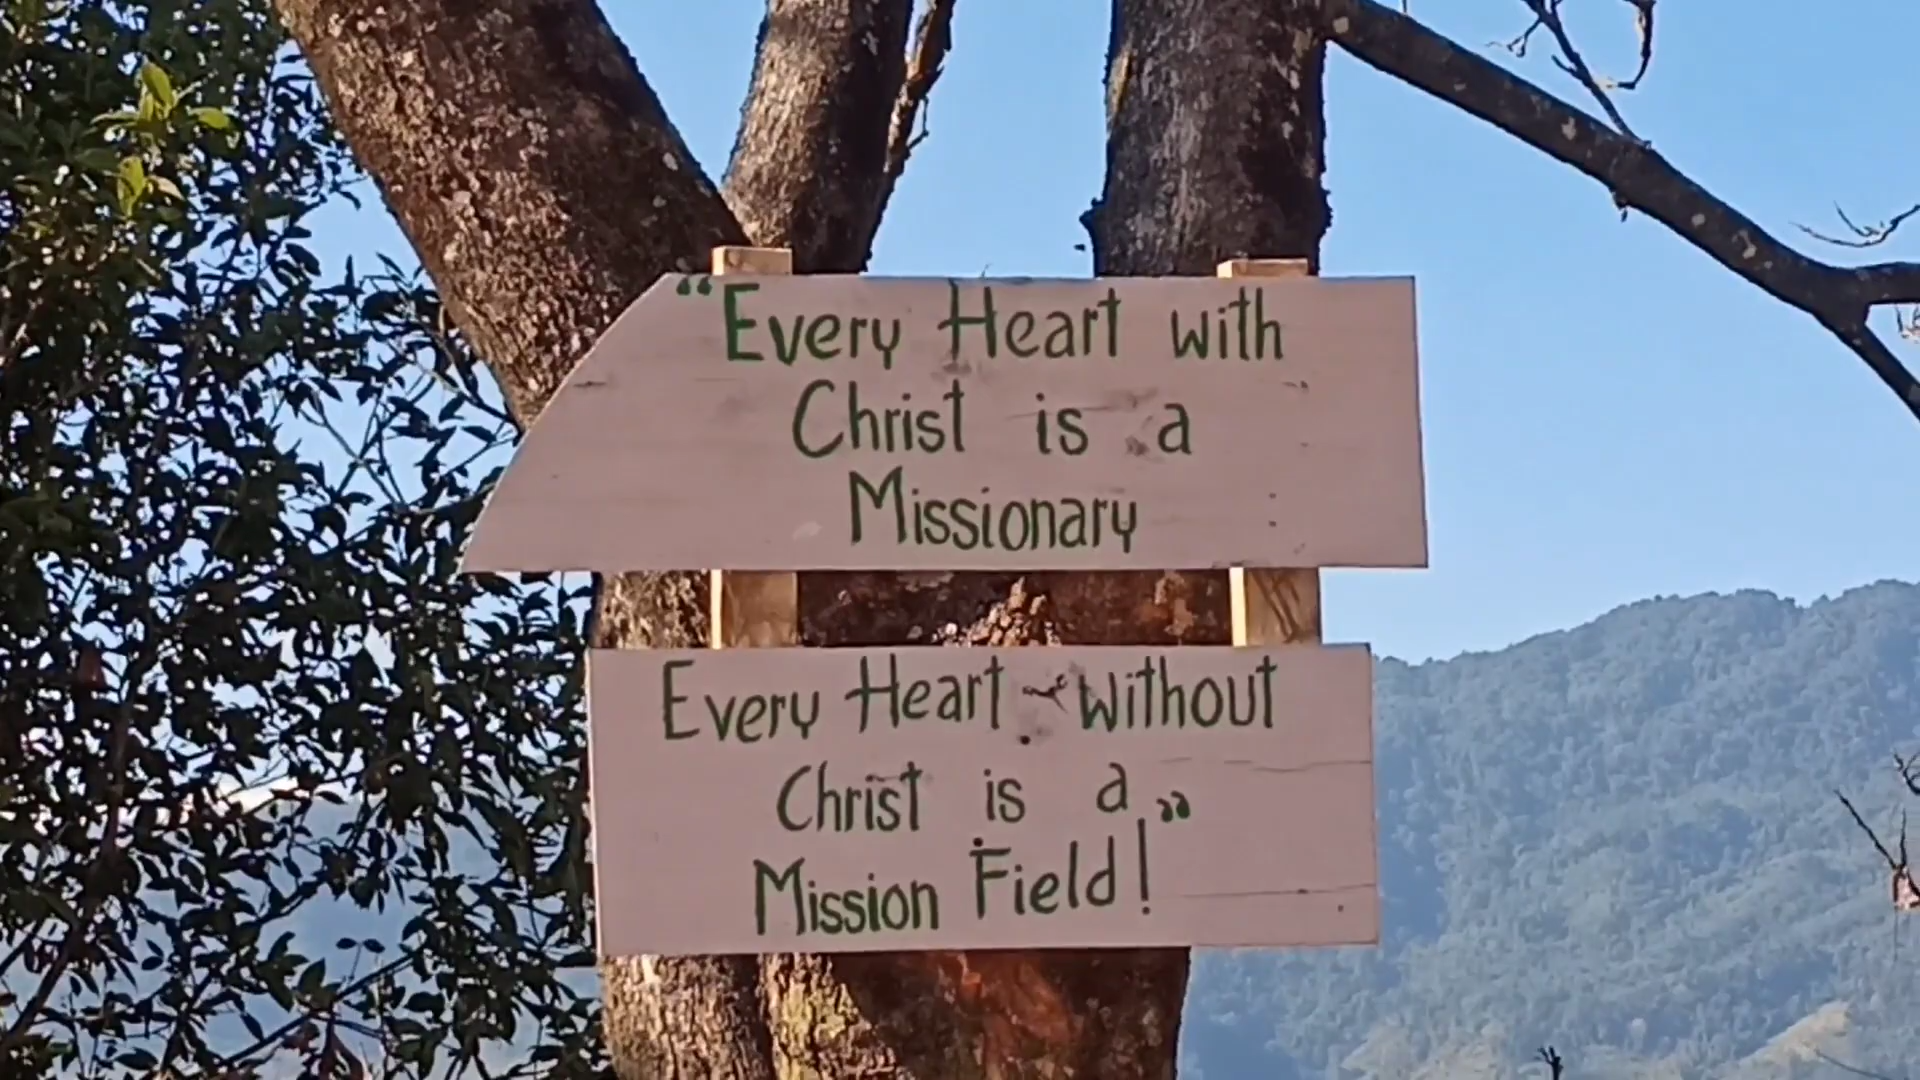 “Every Heart with
Christ is a
Missionary
Every Heart without
Christ is a
Mission Field!”